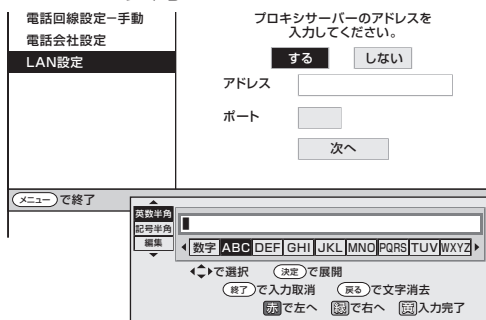 電話回線設定−手動
電話会社設定
LAN設定
プロキシサーバーのアドレスを
入力してください。
する しない
アドレス
ポート
次へ
メニュー で終了
英数半角
記号半角
編集
数字 ABC DEF GHI JKL MNO PQRS TUV WXYZ
で選択 決定 で展開
終了 で入力取消 戻る で文字消去
赤 で左へ 緑 で右へ 黄 入力完了